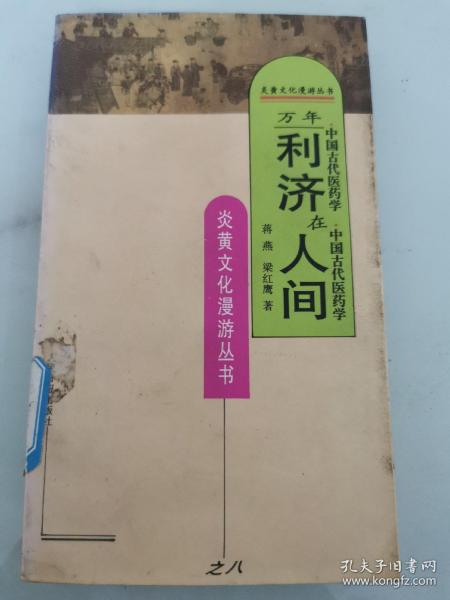 炎黄文化漫游丛书
万年
利济
在
人间
·中国古代医药学·中国古代医药学
蒋燕 梁红鹰 著
炎黄文化漫游丛书
版社
之八
孔夫子旧书网
www.kongfz.com